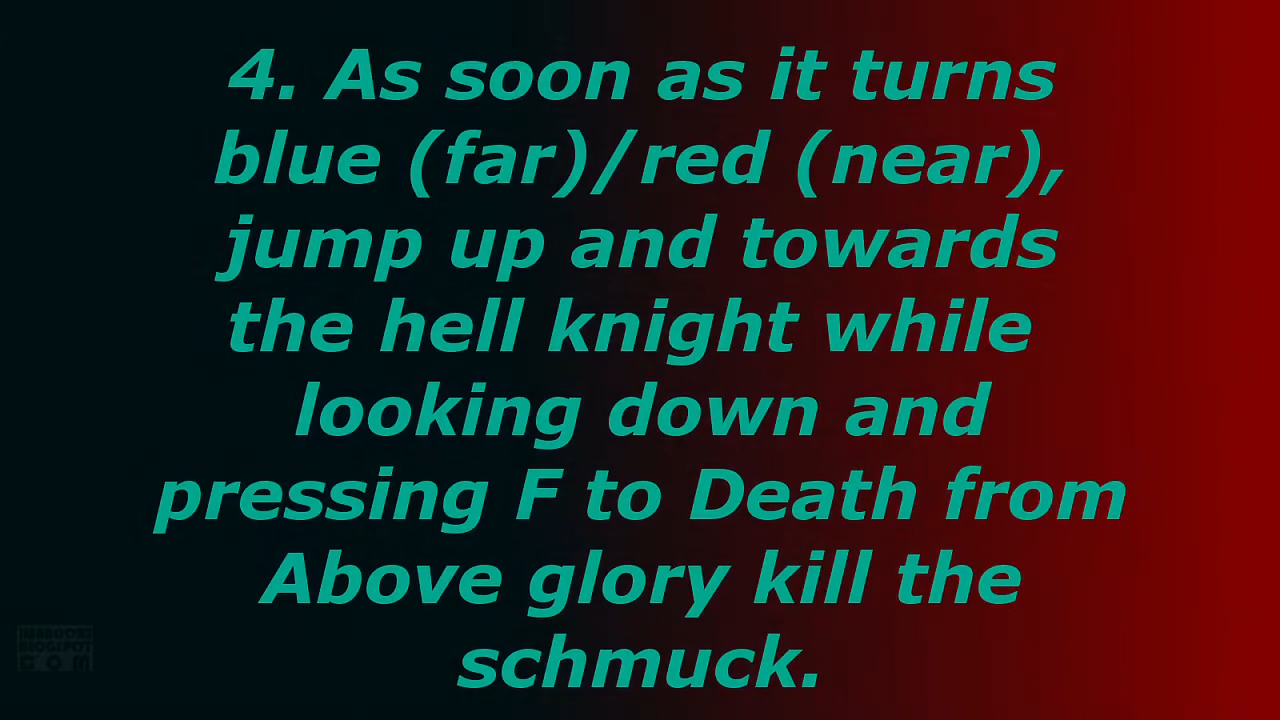 4. As soon as it turns
blue (far)/red (near),
jump up and towards
the hell knight while
looking down and
pressing F to Death from
Above glory kill the
schmuck.